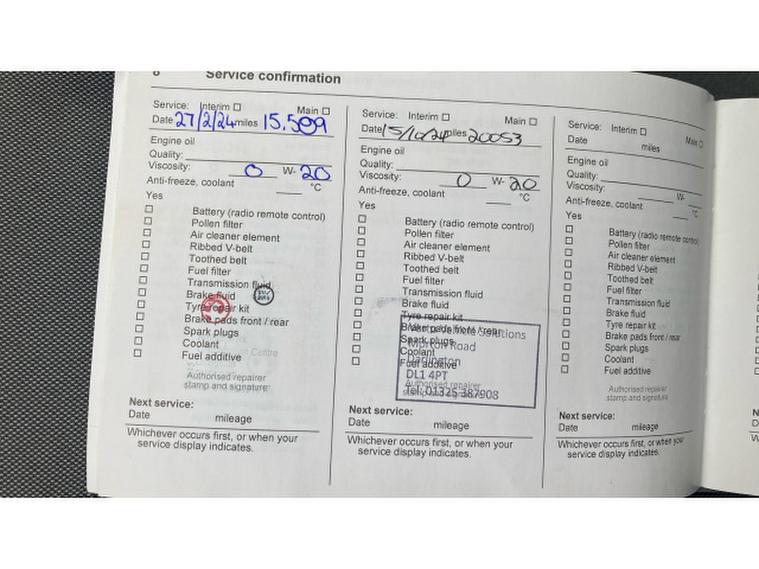 8 Service confirmation
Service: Interim ☐ Main ☐
Date 27/2/24 miles 15.509
Engine oil
Quality:
Viscosity: 0 W- 20
Anti-freeze, coolant °C
Yes
☐ Battery (radio remote control)
☐ Pollen filter
☐ Air cleaner element
☐ Ribbed V-belt
☐ Toothed belt
☐ Fuel filter
☐ Transmission fluid
☐ Brake fluid
☐ Tyre repair kit
☐ Brake pads front / rear
☐ Spark plugs
☐ Coolant
☐ Fuel additive
Authorised repairer
stamp and signature
Next service:
Date mileage
Whichever occurs first, or when your
service display indicates.
Service: Interim ☐ Main ☐
Date 15/10/24 miles 20053
Engine oil
Quality:
Viscosity: 0 W- 20
Anti-freeze, coolant °C
Yes
☐ Battery (radio remote control)
☐ Pollen filter
☐ Air cleaner element
☐ Ribbed V-belt
☐ Toothed belt
☐ Fuel filter
☐ Transmission fluid
☐ Brake fluid
☐ Tyre repair kit
☐ Brake pads front / rear
☐ Spark plugs
☐ Coolant
☐ Fuel additive
Vehicle Solutions
Morton Road
Darlington
DL1 4PT
Tel: 01325 387908
Authorised repairer
stamp and signature
Next service:
Date mileage
Whichever occurs first, or when your
service display indicates.
Service: Interim ☐ Main ☐
Date miles
Engine oil
Quality:
Viscosity: W-
Anti-freeze, coolant °C
Yes
☐ Battery (radio remote control)
☐ Pollen filter
☐ Air cleaner element
☐ Ribbed V-belt
☐ Toothed belt
☐ Fuel filter
☐ Transmission fluid
☐ Brake fluid
☐ Tyre repair kit
☐ Brake pads front / rear
☐ Spark plugs
☐ Coolant
☐ Fuel additive
Authorised repairer
stamp and signature
Next service:
Date mileage
Whichever occurs first, or when your
service display indicates.